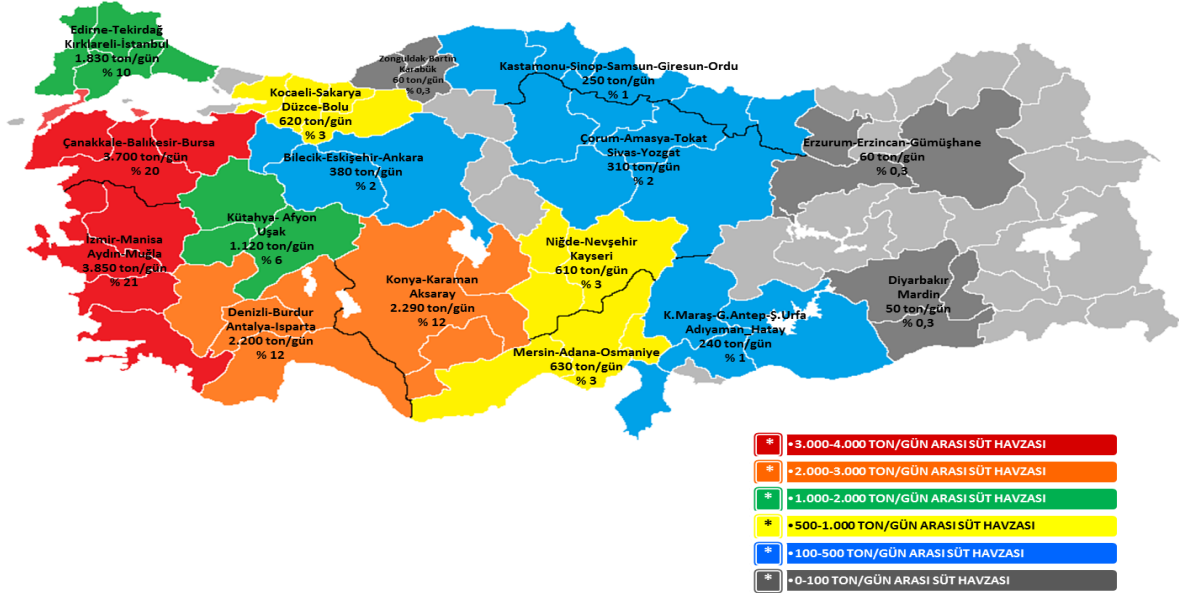 Edirne-Tekirdağ
Kırklareli-İstanbul
1.830 ton/gün
% 10
Zonguldak-Bartın
Karabük
60 ton/gün
% 0,3
Kastamonu-Sinop-Samsun-Giresun-Ordu
250 ton/gün
% 1
Kocaeli-Sakarya
Düzce-Bolu
620 ton/gün
% 3
Çanakkale-Balıkesir-Bursa
3.700 ton/gün
% 20
Bilecik-Eskişehir-Ankara
380 ton/gün
% 2
Çorum-Amasya-Tokat
Sivas-Yozgat
310 ton/gün
% 2
Erzurum-Erzincan-Gümüşhane
60 ton/gün
% 0,3
Kütahya- Afyon
Uşak
1.120 ton/gün
% 6
İzmir-Manisa
Aydın-Muğla
3.850 ton/gün
% 21
Niğde-Nevşehir
Kayseri
610 ton/gün
% 3
Konya-Karaman
Aksaray
2.290 ton/gün
% 12
Diyarbakır
Mardin
50 ton/gün
% 0,3
Denizli-Burdur
Antalya-Isparta
2.200 ton/gün
% 12
K.Maraş-G.Antep-Ş.Urfa
Adıyaman_Hatay
240 ton/gün
% 1
Mersin-Adana-Osmaniye
630 ton/gün
% 3
* •3.000-4.000 TON/GÜN ARASI SÜT HAVZASI
* •2.000-3.000 TON/GÜN ARASI SÜT HAVZASI
* •1.000-2.000 TON/GÜN ARASI SÜT HAVZASI
* •500-1.000 TON/GÜN ARASI SÜT HAVZASI
* •100-500 TON/GÜN ARASI SÜT HAVZASI
* •0-100 TON/GÜN ARASI SÜT HAVZASI